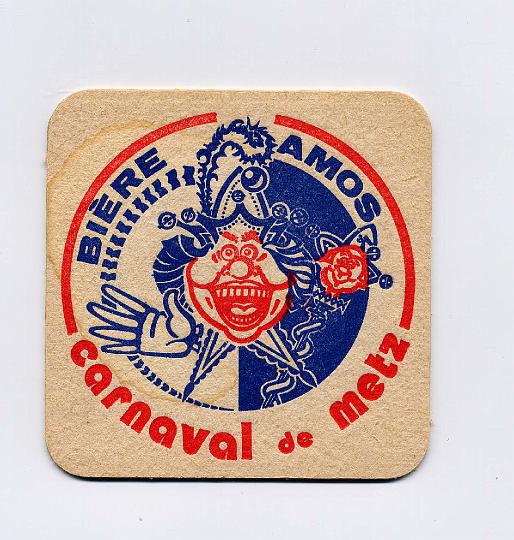 BIÈRE AMOS
carnaval de metz